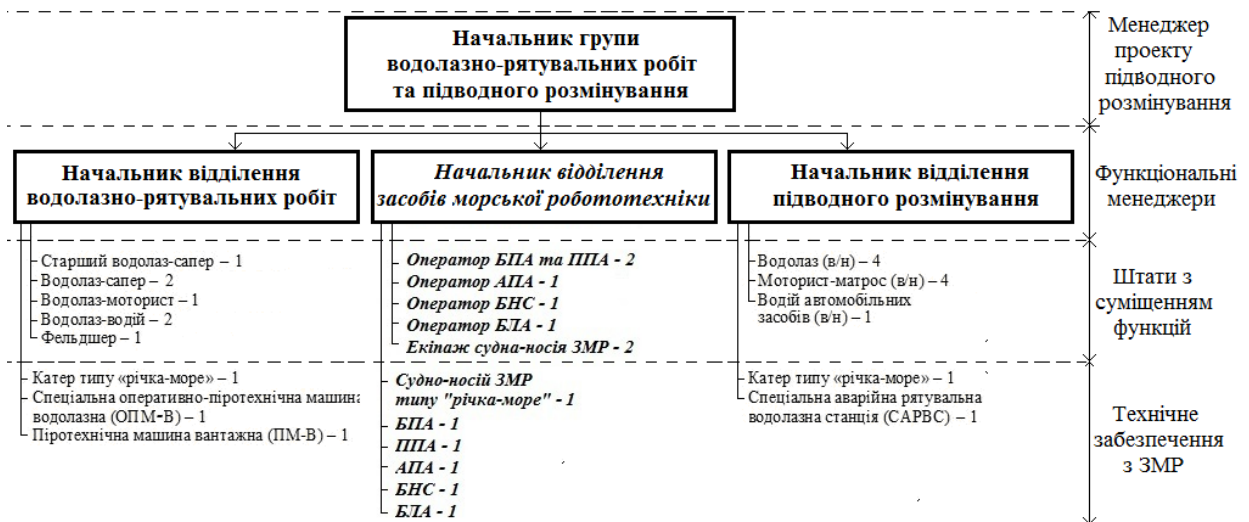 Начальник групи
водолазно-рятувальних робіт
та підводного розмінування
Менеджер
проекту
підводного
розмінування
Начальник відділення
водолазно-рятувальних робіт
Начальник відділення
засобів морської робототехніки
Начальник відділення
підводного розмінування
Функціональні
менеджери
Старший водолаз-сапер – 1
Водолаз-сапер – 2
Водолаз-моторист – 1
Водолаз-водій – 2
Фельдшер – 1
Оператор БПА та ППА - 2
Оператор АПА - 1
Оператор БНС - 1
Оператор БЛА - 1
Екіпаж судна-носія ЗМР - 2
Водолаз (в/н) – 4
Моторист-матрос (в/н) – 4
Водій автомобільних
засобів (в/н) – 1
Штати з
суміщенням
функцій
Катер типу «річка-море» – 1
Спеціальна оперативно-піротехнічна машина
водолазна (ОПМ-В) – 1
Піротехнічна машина вантажна (ПМ-В) – 1
Судно-носій ЗМР
типу "річка-море" - 1
БПА - 1
ППА - 1
АПА - 1
БНС - 1
БЛА - 1
Катер типу «річка-море» – 1
Спеціальна аварійна рятувальна
водолазна станція (САРВС) – 1
Технічне
забезпечення
з ЗМР